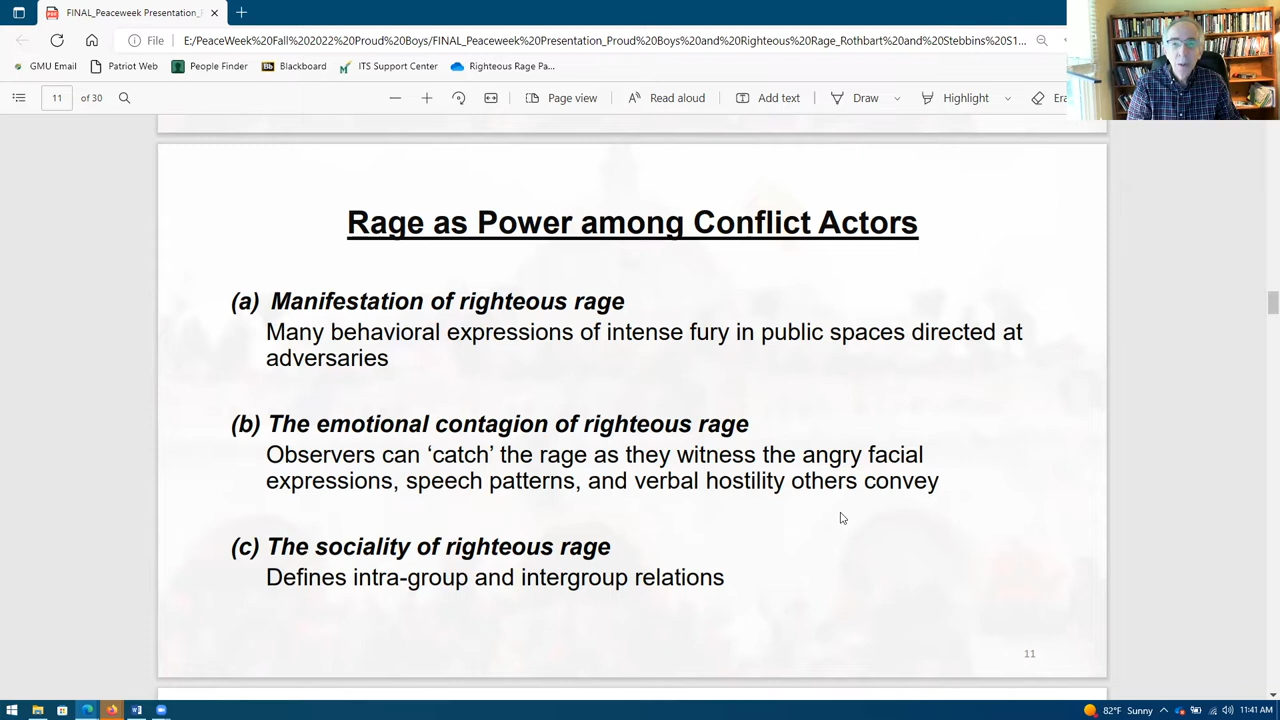 FINAL_Peaceweek Presentation_
File
E:/PeaceWeek%20Fall%202022%20Proud%20Boys/FINAL_Peaceweek%20Presentation_Proud%20Boys%20and%20Righteous%20Rage_Rothbart%20and%20Stebbins%20S1...
GMU Email
Patriot Web
People Finder
Bb Blackboard
ITS Support Center
Righteous Rage Pa...
11 of 30
Page view
Read aloud
Add text
Draw
Highlight
Era
Rage as Power among Conflict Actors
(a) Manifestation of righteous rage
Many behavioral expressions of intense fury in public spaces directed at
adversaries
(b) The emotional contagion of righteous rage
Observers can ‘catch’ the rage as they witness the angry facial
expressions, speech patterns, and verbal hostility others convey
(c) The sociality of righteous rage
Defines intra-group and intergroup relations
11
82°F Sunny
11:41 AM